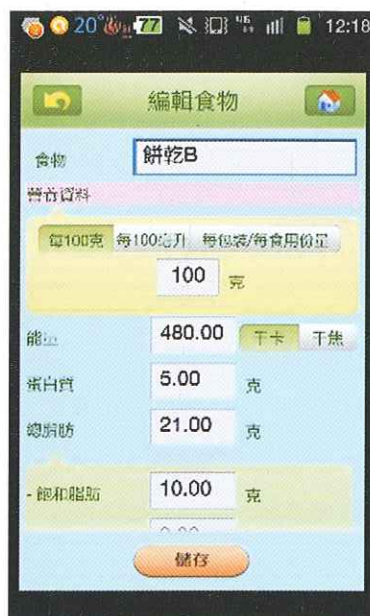 20° 77 12:18
編輯食物
食物 餅乾B
營養資料
每100克 每100毫升 每包裝/每食用份量
100 克
能量 480.00 千卡 千焦
蛋白質 5.00 克
總脂肪 21.00 克
- 飽和脂肪 10.00 克
儲存